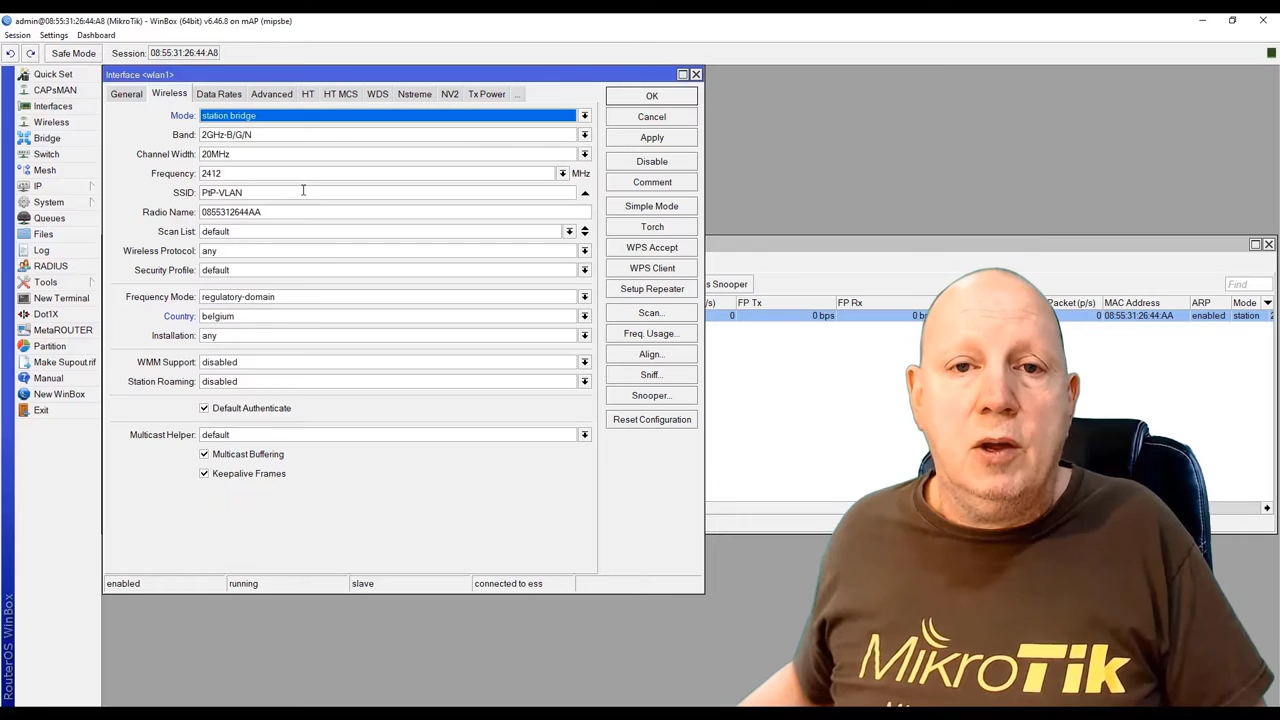 admin@08:55:31:26:44:A8 (MikroTik) - WinBox (64bit) v6.46.8 on mAP (mipsbe)
Session Settings Dashboard
Safe Mode Session: 08:55:31:26:44:A8
Quick Set
CAPsMAN
Interfaces
Wireless
Bridge
Switch
Mesh
IP
System
Queues
Files
Log
RADIUS
Tools
New Terminal
Dot1X
MetaROUTER
Partition
Make Supout.rif
Manual
New WinBox
Exit
RouterOS WinBox
Interface <wlan1>
General Wireless Data Rates Advanced HT HT MCS WDS Nstreme NV2 Tx Power ...
Mode: station bridge
Band: 2GHz-B/G/N
Channel Width: 20MHz
Frequency: 2412 MHz
SSID: PtP-VLAN
Radio Name: 0855312644AA
Scan List: default
Wireless Protocol: any
Security Profile: default
Frequency Mode: regulatory-domain
Country: belgium
Installation: any
WMM Support: disabled
Station Roaming: disabled
Default Authenticate
Multicast Helper: default
Multicast Buffering
Keepalive Frames
enabled running slave connected to ess
OK
Cancel
Apply
Disable
Comment
Simple Mode
Torch
WPS Accept
WPS Client
Setup Repeater
Scan...
Freq. Usage...
Align...
Sniff...
Snooper...
Reset Configuration
Snooper Find
/s) FP Tx FP Rx Packet (p/s) MAC Address ARP Mode
0 0 bps 0 bps 0 08:55:31:26:44:AA enabled station
MikroTik